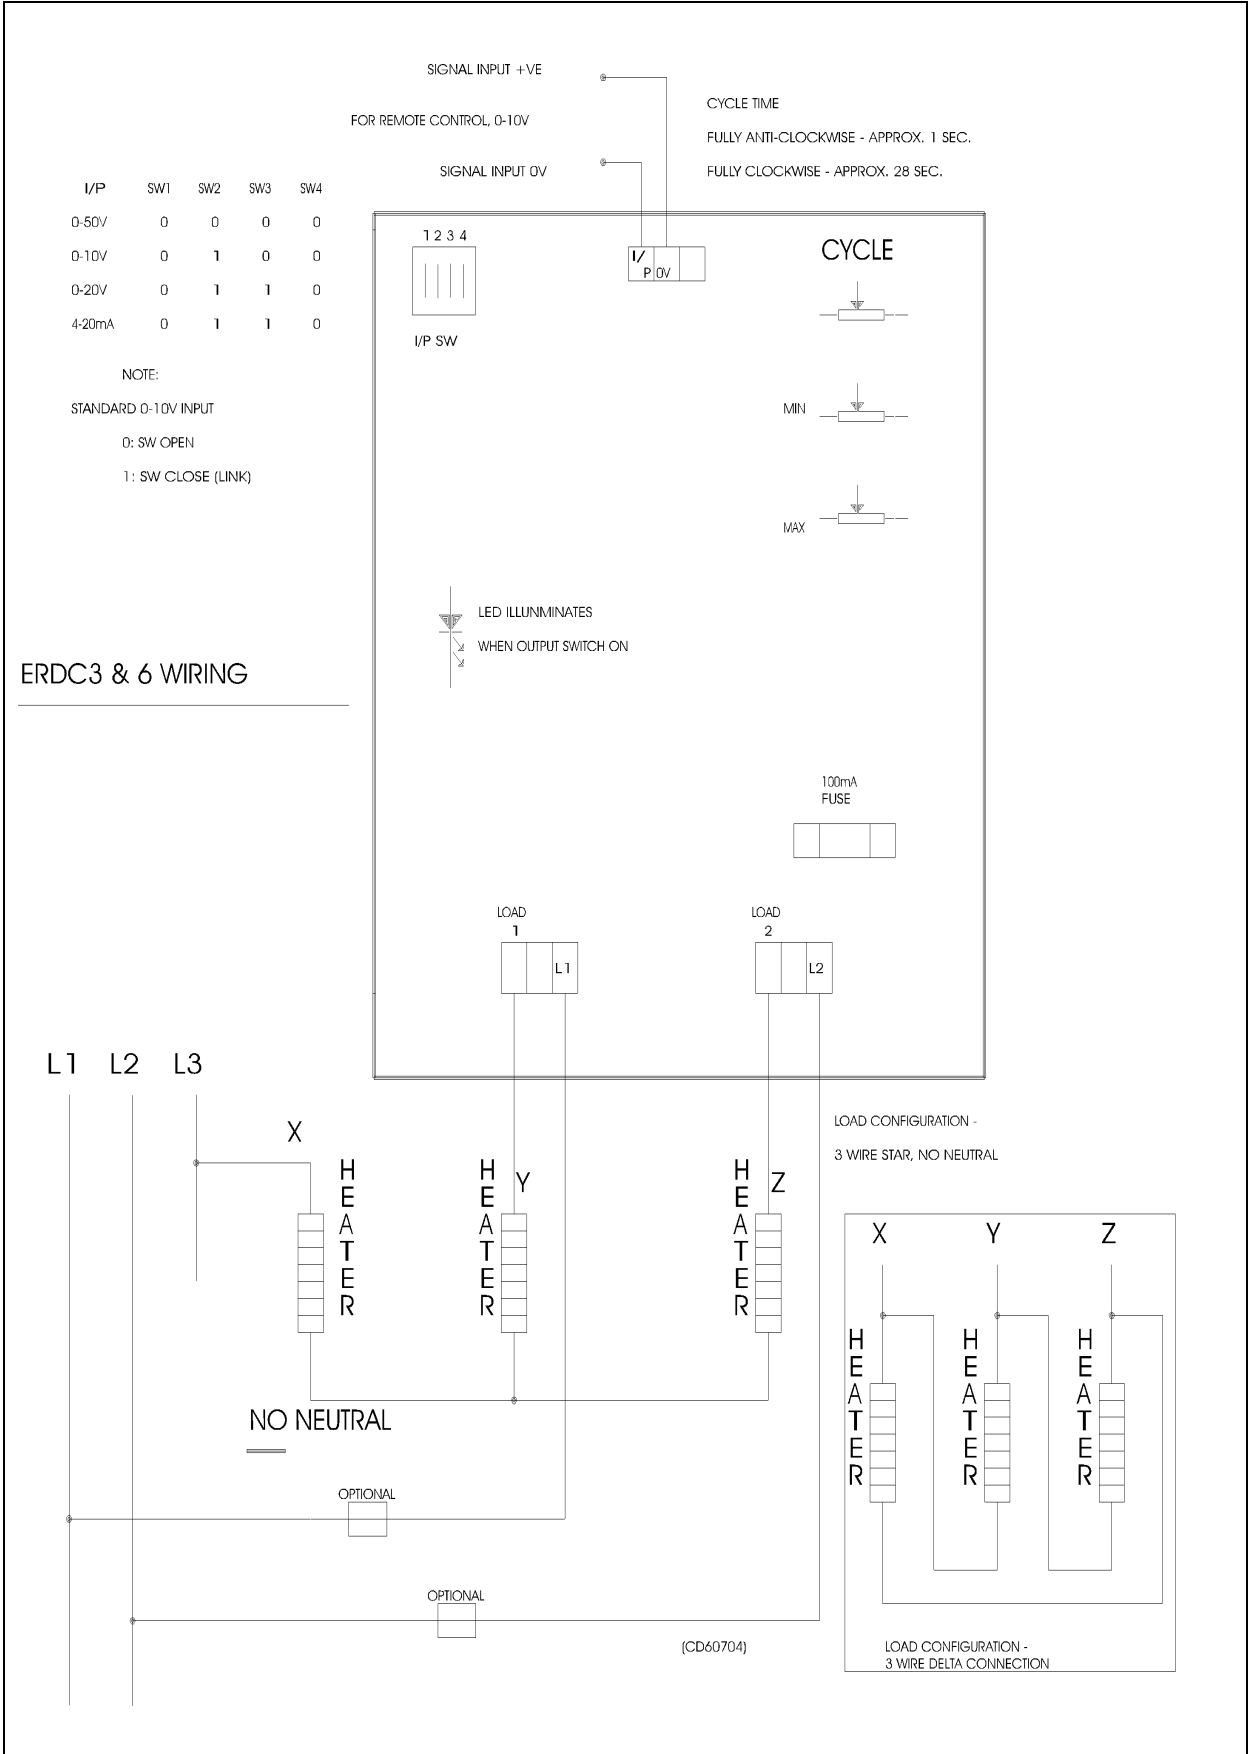 SIGNAL INPUT +VE
FOR REMOTE CONTROL, 0-10V
SIGNAL INPUT 0V
CYCLE TIME
FULLY ANTI-CLOCKWISE - APPROX. 1 SEC.
FULLY CLOCKWISE - APPROX. 28 SEC.
I/P SW1 SW2 SW3 SW4
0-50V 0 0 0 0
0-10V 0 1 0 0
0-20V 0 1 1 0
4-20mA 0 1 1 0
NOTE:
STANDARD 0-10V INPUT
0: SW OPEN
1: SW CLOSE (LINK)
1 2 3 4
I/P SW
I/
P 0V
CYCLE
MIN
MAX
LED ILLUNMINATES
WHEN OUTPUT SWITCH ON
ERDC3 & 6 WIRING
100mA
FUSE
LOAD
1
L1
LOAD
2
L2
L1 L2 L3
X
HEATER
Y
HEATER
Z
HEATER
LOAD CONFIGURATION -
3 WIRE STAR, NO NEUTRAL
NO NEUTRAL
OPTIONAL
OPTIONAL
(CD60704)
X Y Z
HEATER
HEATER
HEATER
LOAD CONFIGURATION -
3 WIRE DELTA CONNECTION